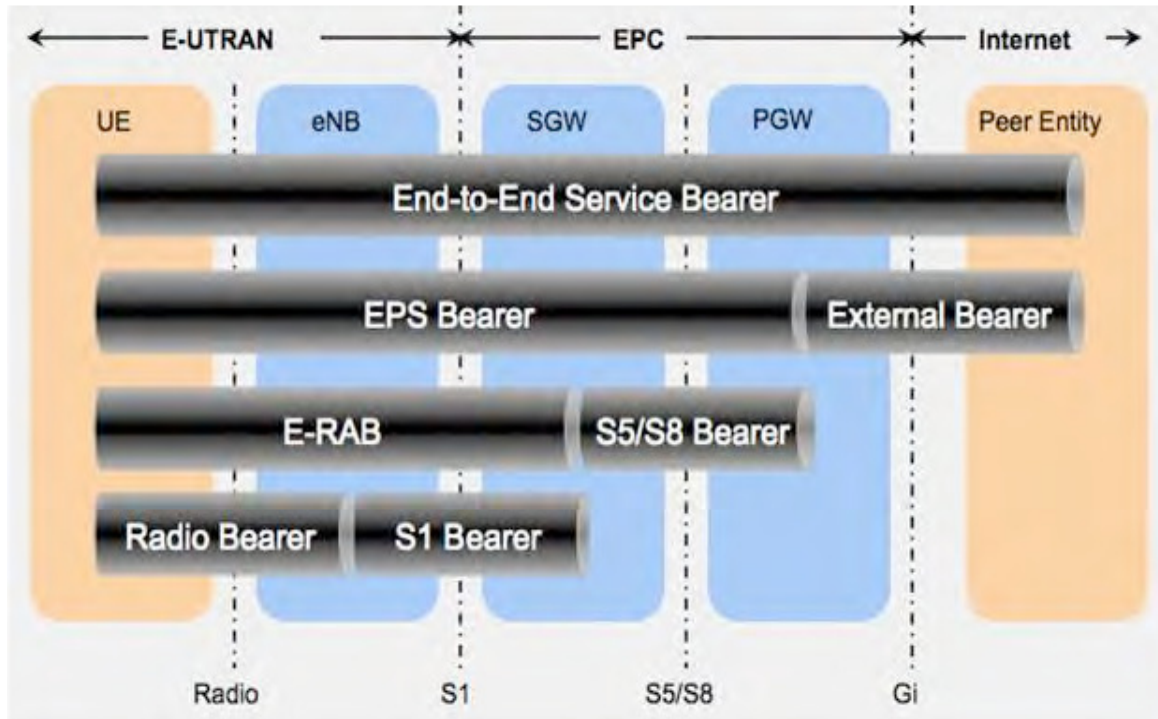 E-UTRAN EPC Internet
UE eNB SGW PGW Peer Entity
End-to-End Service Bearer
EPS Bearer External Bearer
E-RAB S5/S8 Bearer
Radio Bearer S1 Bearer
Radio S1 S5/S8 Gi